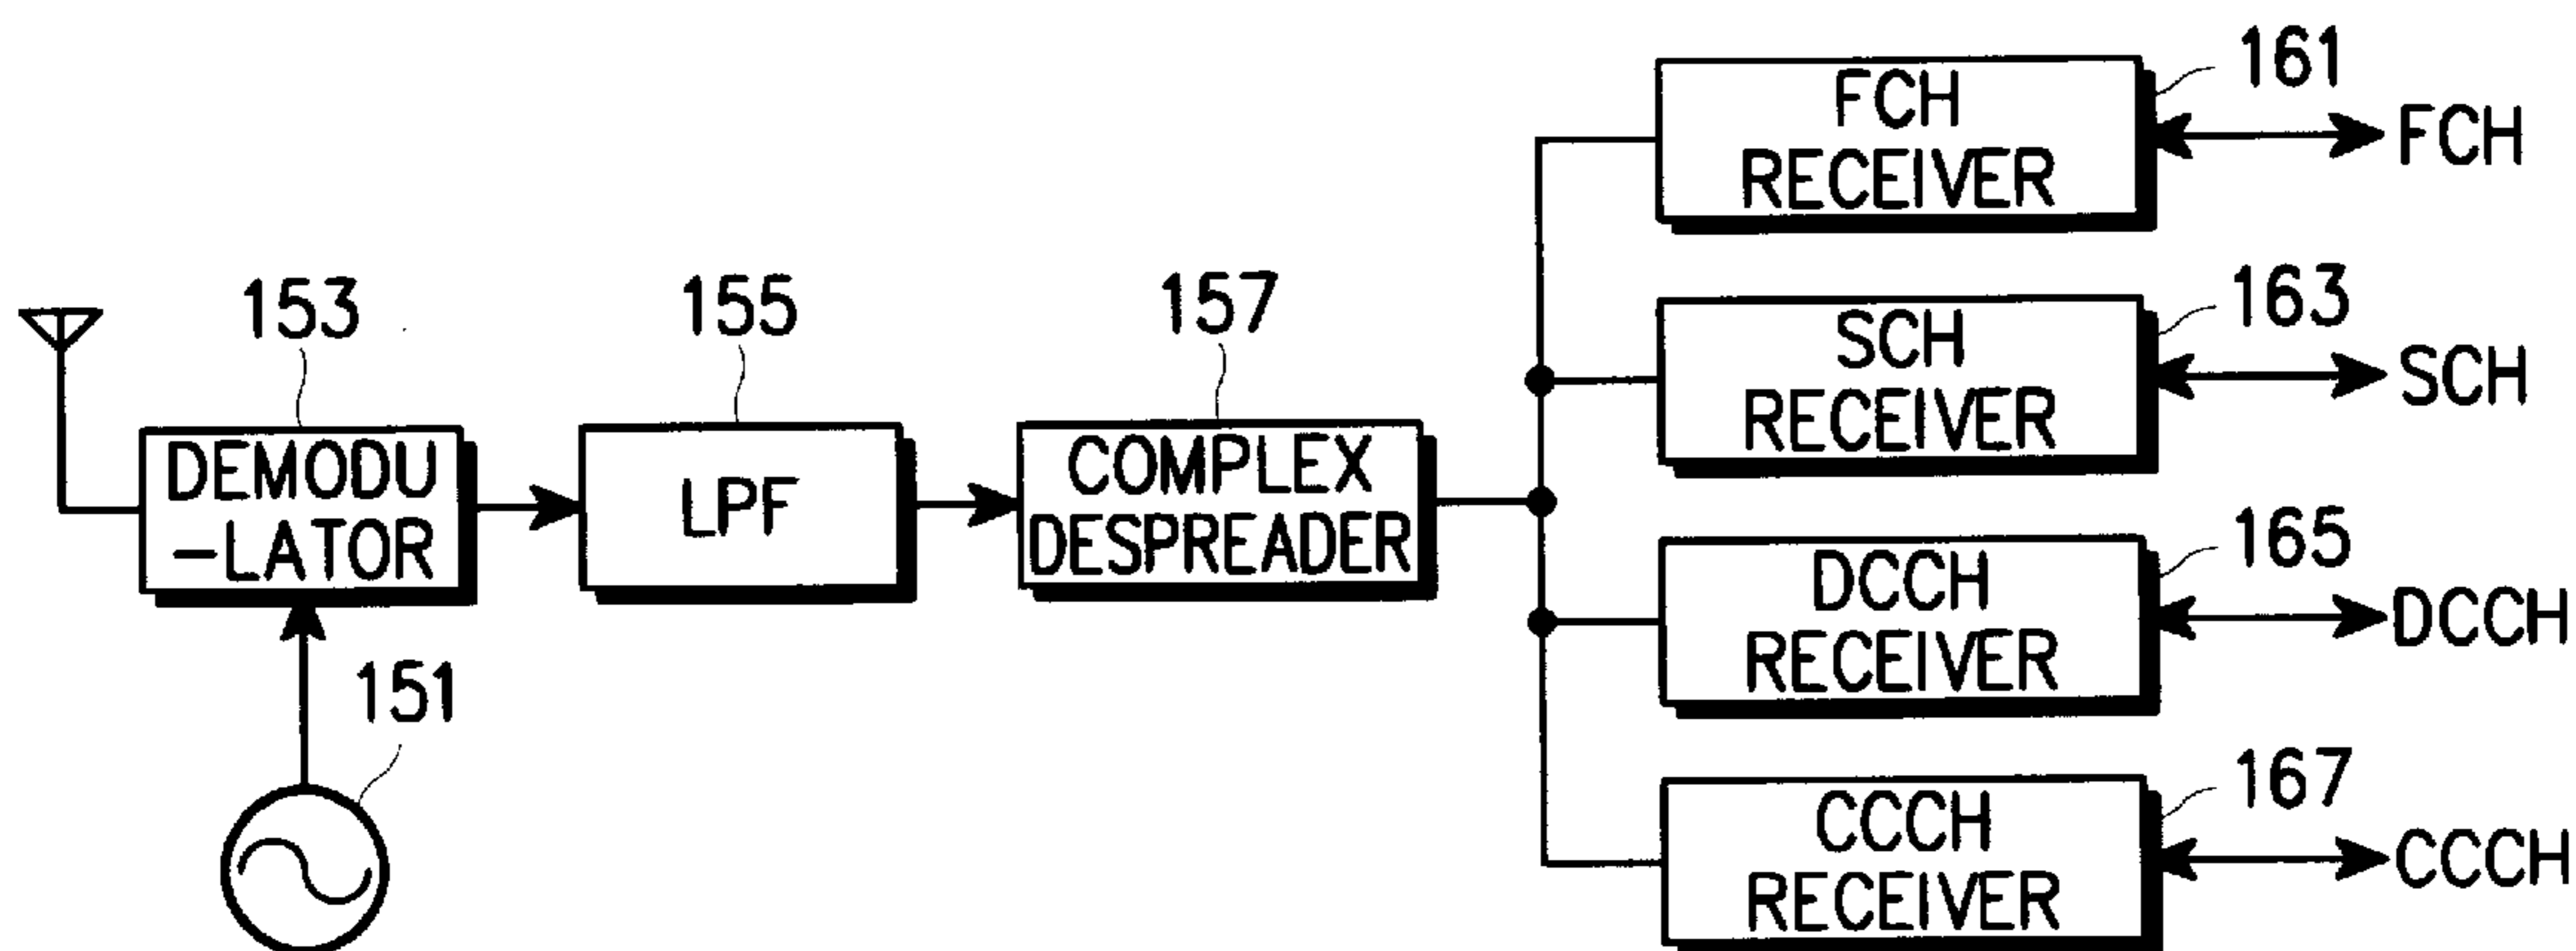 161
FCH
RECEIVER
FCH
153
155
157
163
SCH
RECEIVER
SCH
DEMODU
-LATOR
LPF
COMPLEX
DESPREADER
165
DCCH
RECEIVER
DCCH
151
167
CCCH
RECEIVER
CCCH